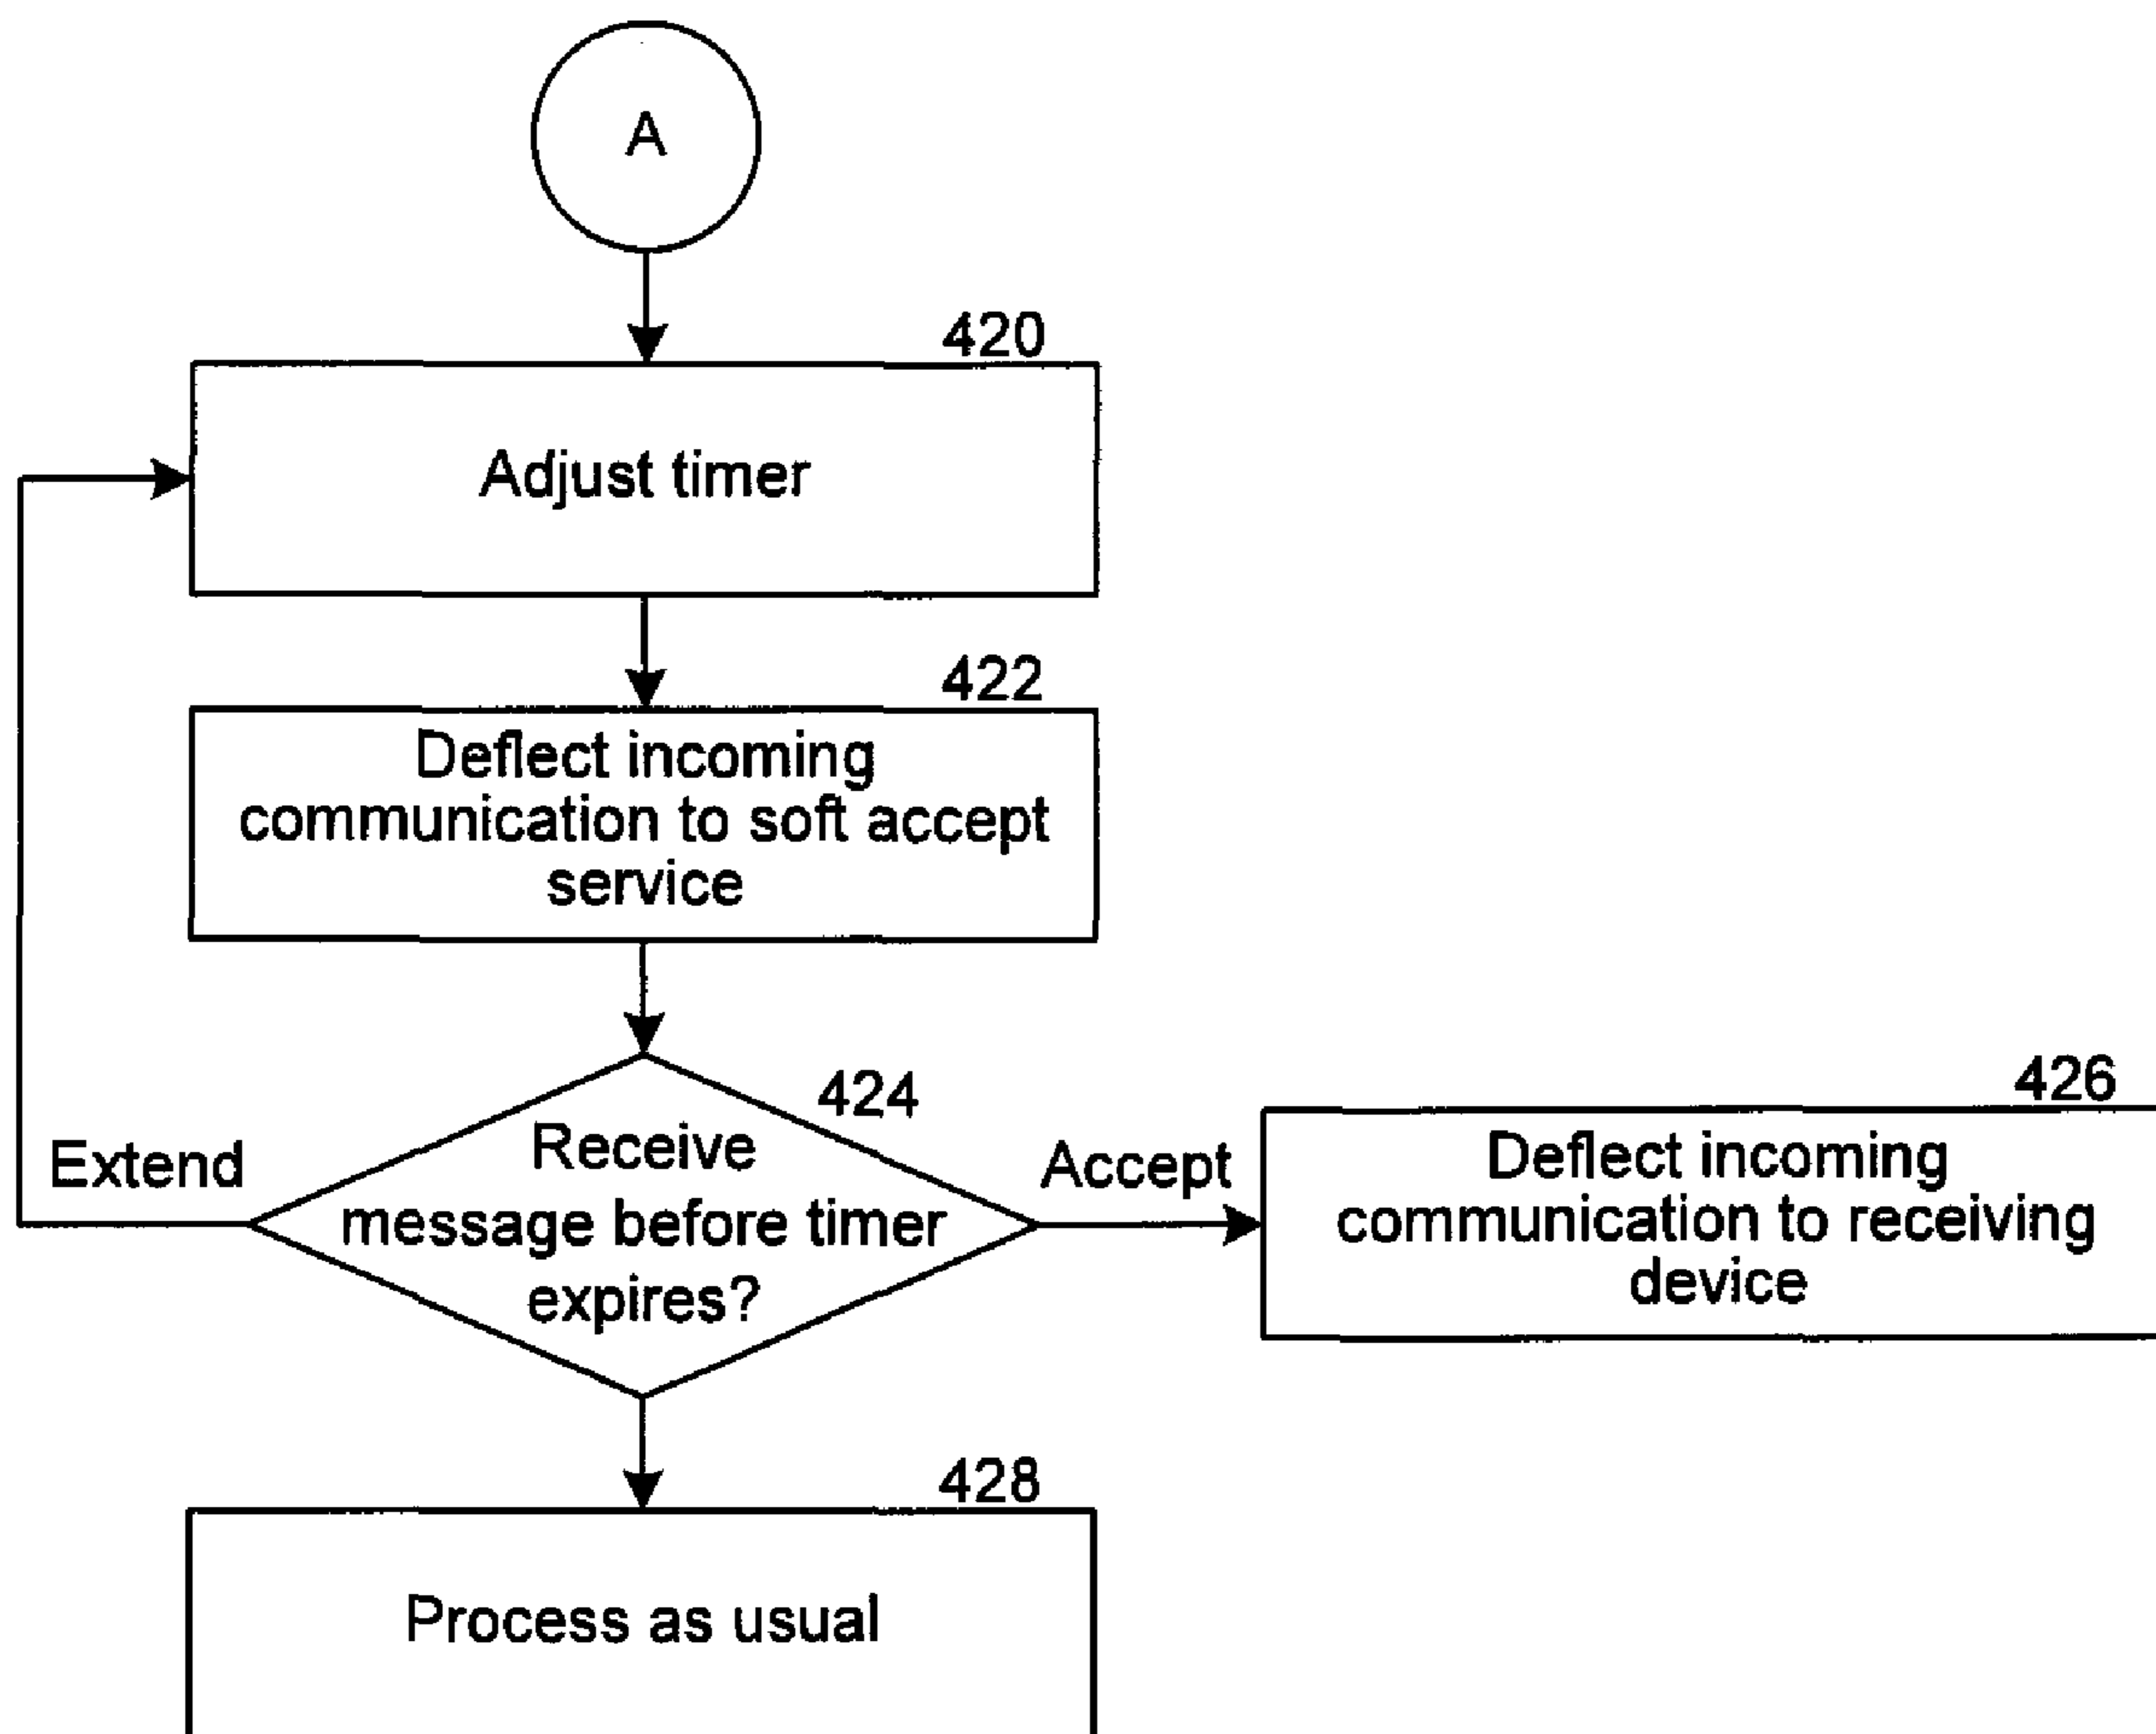 A
420
Adjust timer
422
Deflect incoming
communication to soft accept
service
424
Receive
message before timer
expires?
Extend
Accept
426
Deflect incoming
communication to receiving
device
428
Process as usual